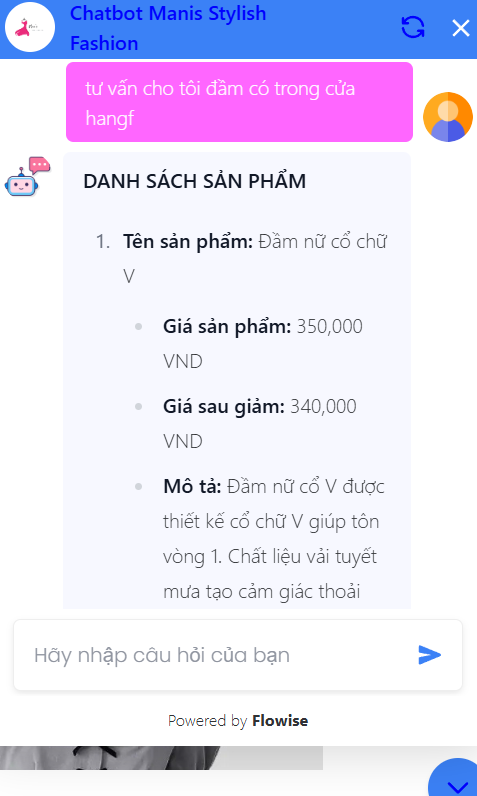 Chatbot Manis Stylish
Fashion
tư vấn cho tôi đầm có trong cửa
hangf
DANH SÁCH SẢN PHẨM
1. Tên sản phẩm: Đầm nữ cổ chữ
V
Giá sản phẩm: 350,000
VND
Giá sau giảm: 340,000
VND
Mô tả: Đầm nữ cổ V được
thiết kế cổ chữ V giúp tôn
vòng 1. Chất liệu vải tuyết
mưa tạo cảm giác thoải
Hãy nhập câu hỏi của bạn
Powered by Flowise